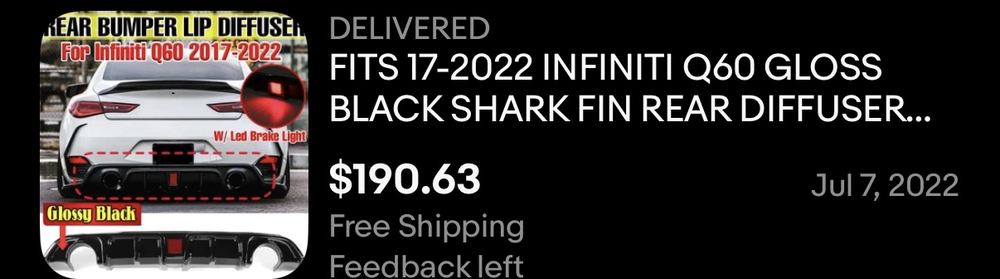 REAR BUMPER LIP DIFFUSER
For Infiniti Q60 2017-2022
W/ Led Brake Light
Glossy Black
DELIVERED
FITS 17-2022 INFINITI Q60 GLOSS
BLACK SHARK FIN REAR DIFFUSER...
$190.63
Jul 7, 2022
Free Shipping
Feedback left